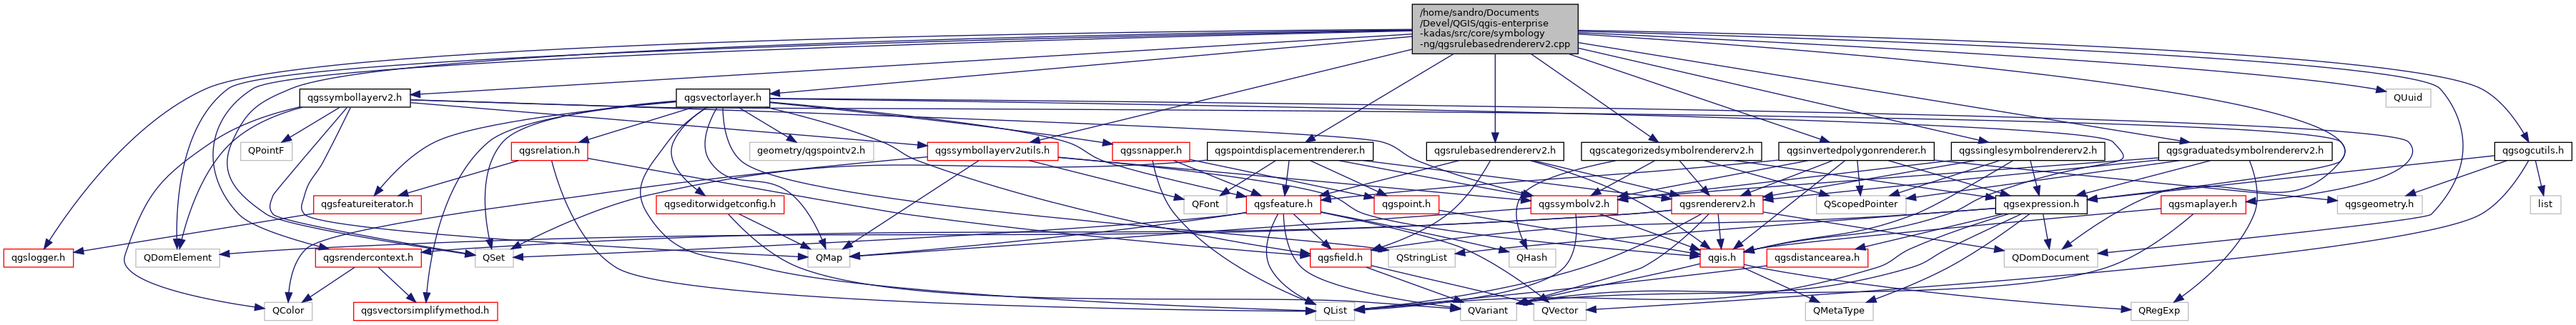 /home/sandro/Documents
/Devel/QGIS/qgis-enterprise
-kadas/src/core/symbology
-ng/qgsrulebasedrendererv2.cpp
qgssymbollayerv2.h
qgsvectorlayer.h
QUuid
QPointF
qgsrelation.h
geometry/qgspointv2.h
qgssymbollayerv2utils.h
qgssnapper.h
qgspointdisplacementrenderer.h
qgsrulebasedrendererv2.h
qgscategorizedsymbolrendererv2.h
qgsinvertedpolygonrenderer.h
qgssinglesymbolrendererv2.h
qgsgraduatedsymbolrendererv2.h
qgsogcutils.h
qgsfeatureiterator.h
qgseditorwidgetconfig.h
QFont
qgsfeature.h
qgspoint.h
qgssymbolv2.h
qgsrendererv2.h
QScopedPointer
qgsexpression.h
qgsmaplayer.h
qgsgeometry.h
list
qgslogger.h
QDomElement
qgsrendercontext.h
QSet
QMap
qgsfield.h
QStringList
QHash
qgis.h
qgsdistancearea.h
QDomDocument
QColor
qgsvectorsimplifymethod.h
QList
QVariant
QVector
QMetaType
QRegExp